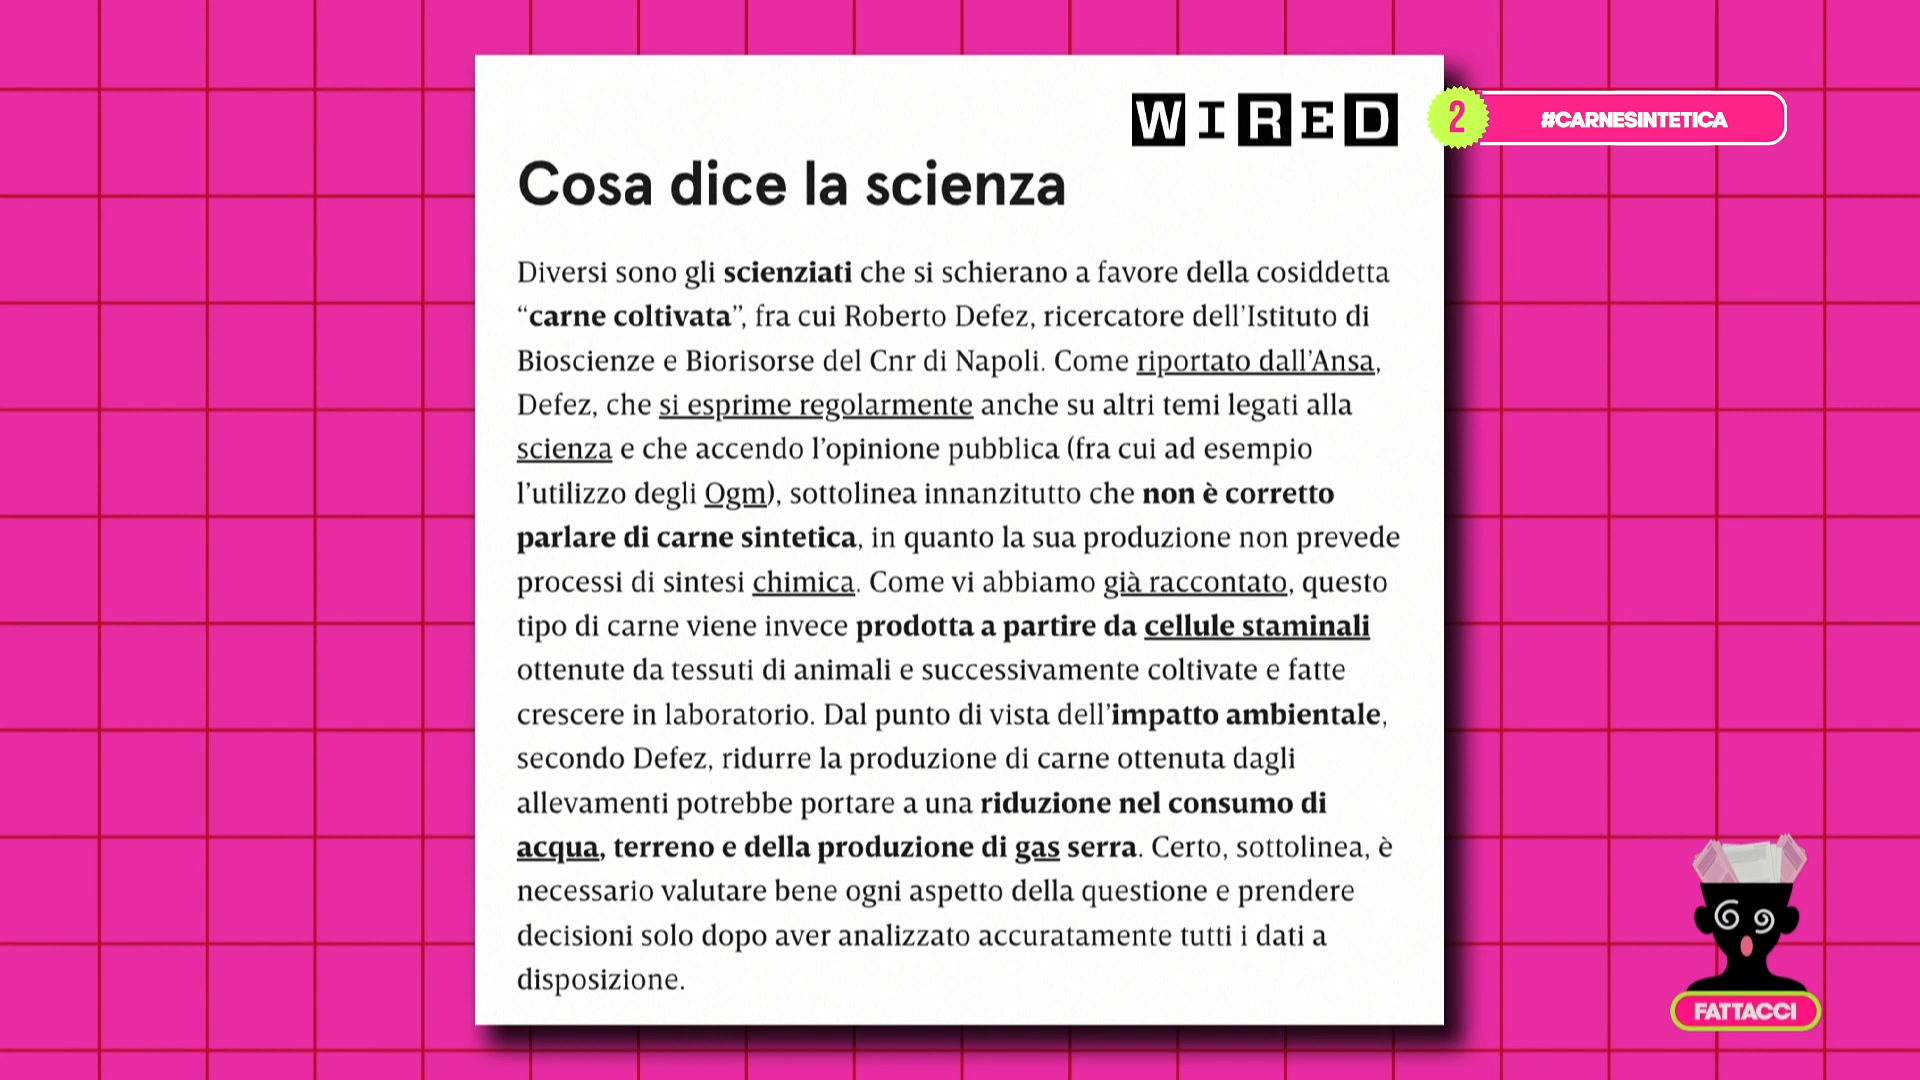 WIRED
2
#CARNESINTETICA
Cosa dice la scienza
Diversi sono gli scienziati che si schierano a favore della cosiddetta
“carne coltivata”, fra cui Roberto Defez, ricercatore dell’Istituto di
Bioscienze e Biorisorse del Cnr di Napoli. Come riportato dall’Ansa,
Defez, che si esprime regolarmente anche su altri temi legati alla
scienza e che accendo l’opinione pubblica (fra cui ad esempio
l’utilizzo degli Ogm), sottolinea innanzitutto che non è corretto
parlare di carne sintetica, in quanto la sua produzione non prevede
processi di sintesi chimica. Come vi abbiamo già raccontato, questo
tipo di carne viene invece prodotta a partire da cellule staminali
ottenute da tessuti di animali e successivamente coltivate e fatte
crescere in laboratorio. Dal punto di vista dell’impatto ambientale,
secondo Defez, ridurre la produzione di carne ottenuta dagli
allevamenti potrebbe portare a una riduzione nel consumo di
acqua, terreno e della produzione di gas serra. Certo, sottolinea, è
necessario valutare bene ogni aspetto della questione e prendere
decisioni solo dopo aver analizzato accuratamente tutti i dati a
disposizione.
FATTACCI